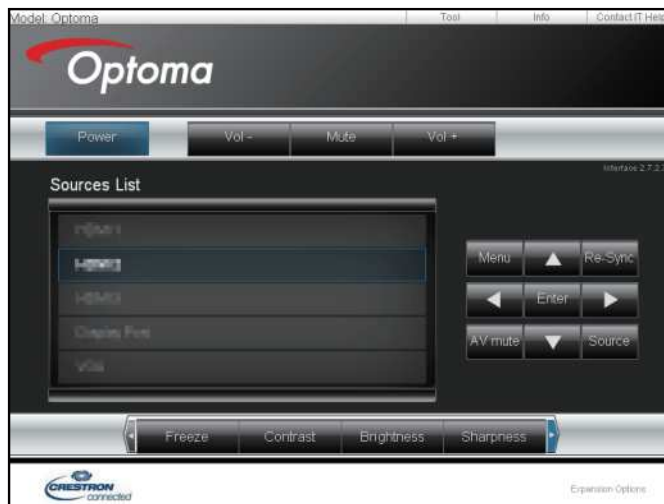 Model: Optoma
Tool
Info
Contact IT Help
Optoma
Power
Vol -
Mute
Vol +
Sources List
Menu
Re-Sync
Enter
AV mute
Source
Freeze
Contrast
Brightness
Sharpness
CRESTRON
connected
Expansion Options